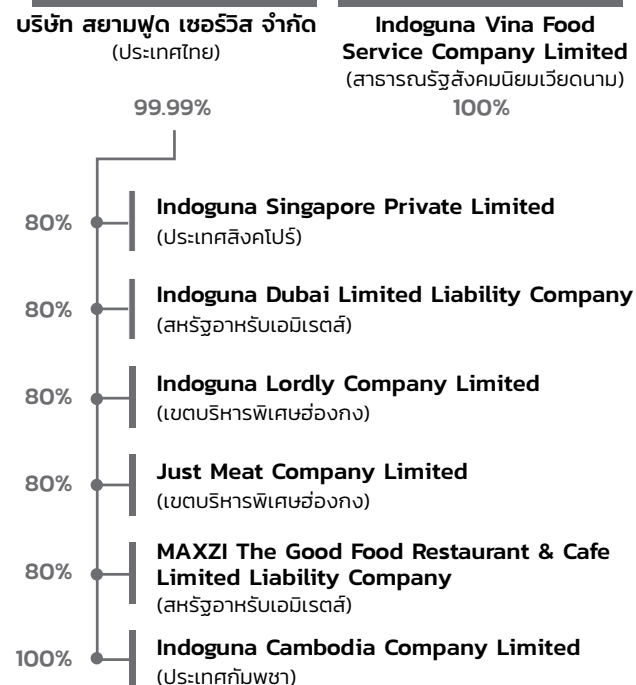 บริษัท สยามฟูด เซอร์วิส จำกัด
(ประเทศไทย)
99.99%
Indoguna Vina Food
Service Company Limited
(สาธารณรัฐสังคมนิยมเวียดนาม)
100%
80%
Indoguna Singapore Private Limited
(ประเทศสิงคโปร์)
80%
Indoguna Dubai Limited Liability Company
(สหรัฐอาหรับเอมิเรตส์)
80%
Indoguna Lordly Company Limited
(เขตบริหารพิเศษฮ่องกง)
80%
Just Meat Company Limited
(เขตบริหารพิเศษฮ่องกง)
80%
MAXZI The Good Food Restaurant & Cafe
Limited Liability Company
(สหรัฐอาหรับเอมิเรตส์)
100%
Indoguna Cambodia Company Limited
(ประเทศกัมพูชา)